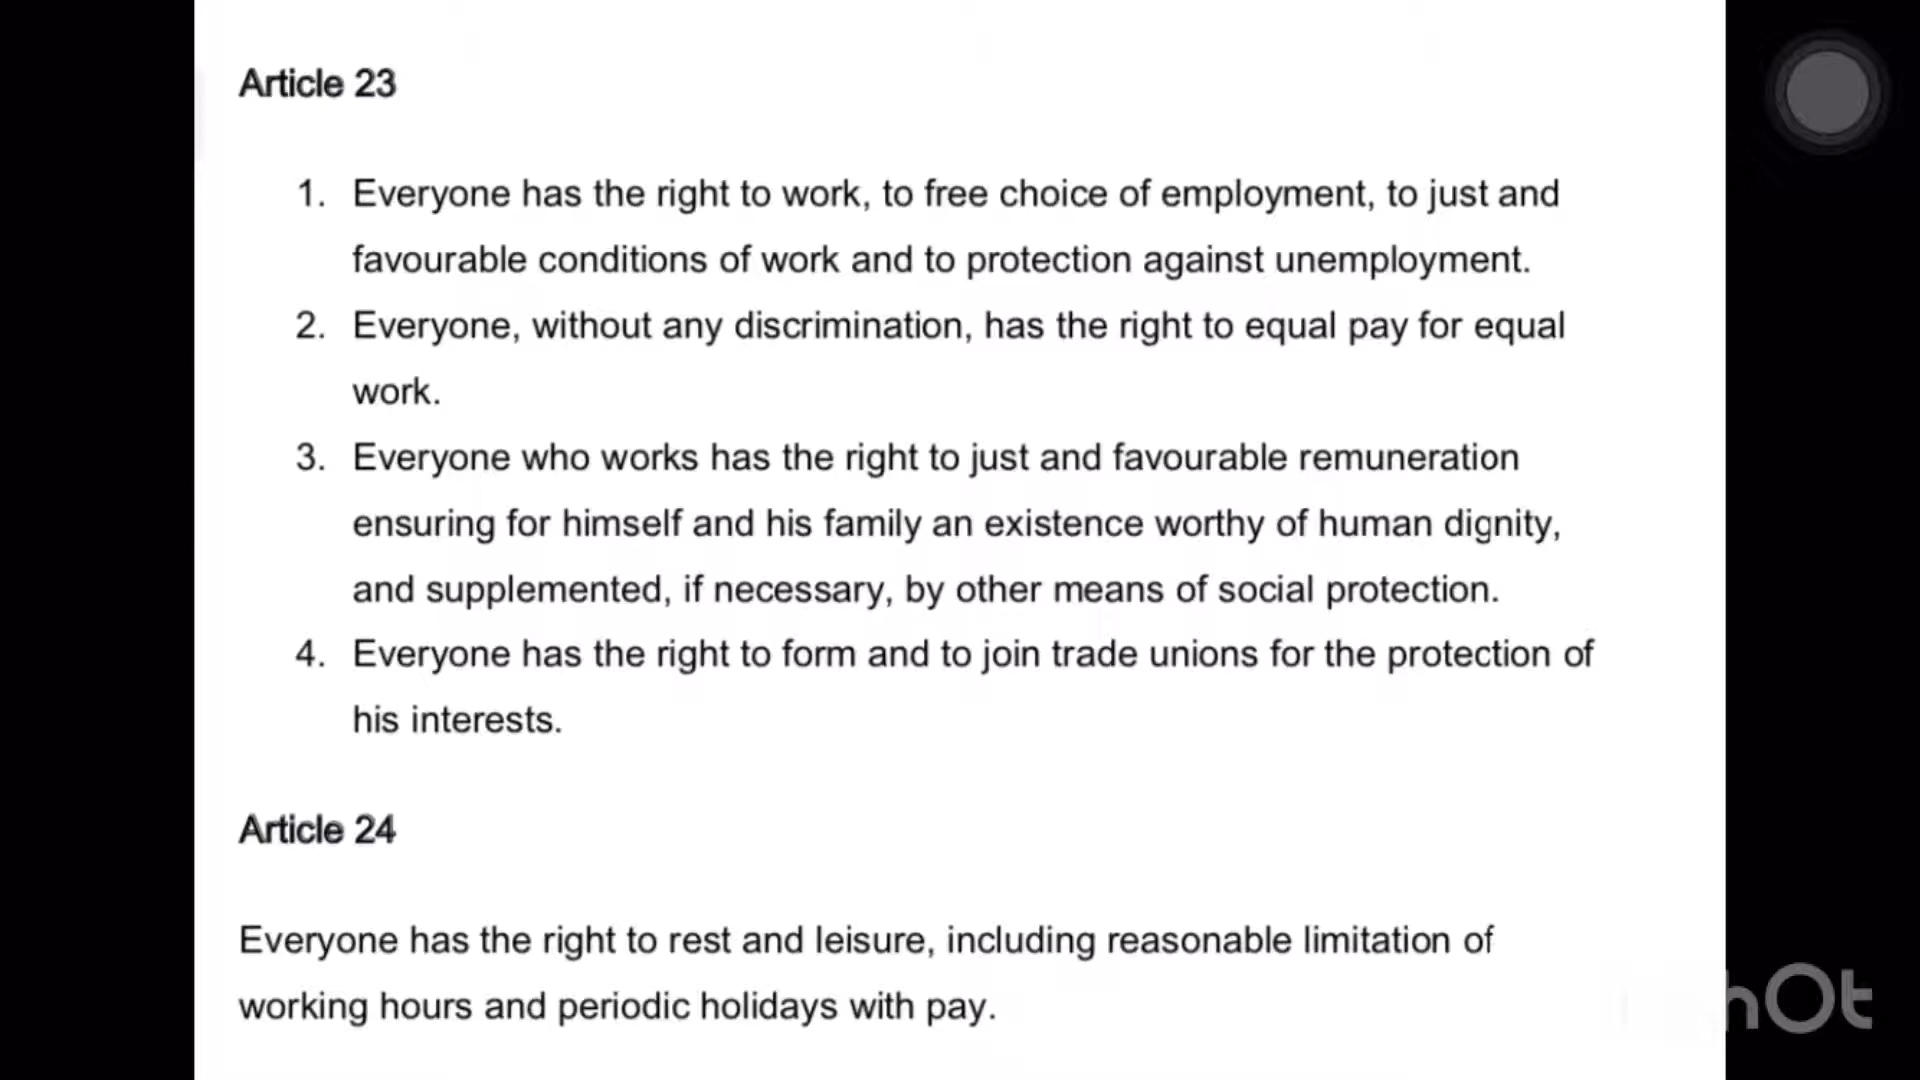 Article 23
1. Everyone has the right to work, to free choice of employment, to just and
favourable conditions of work and to protection against unemployment.
2. Everyone, without any discrimination, has the right to equal pay for equal
work.
3. Everyone who works has the right to just and favourable remuneration
ensuring for himself and his family an existence worthy of human dignity,
and supplemented, if necessary, by other means of social protection.
4. Everyone has the right to form and to join trade unions for the protection of
his interests.
Article 24
Everyone has the right to rest and leisure, including reasonable limitation of
working hours and periodic holidays with pay.